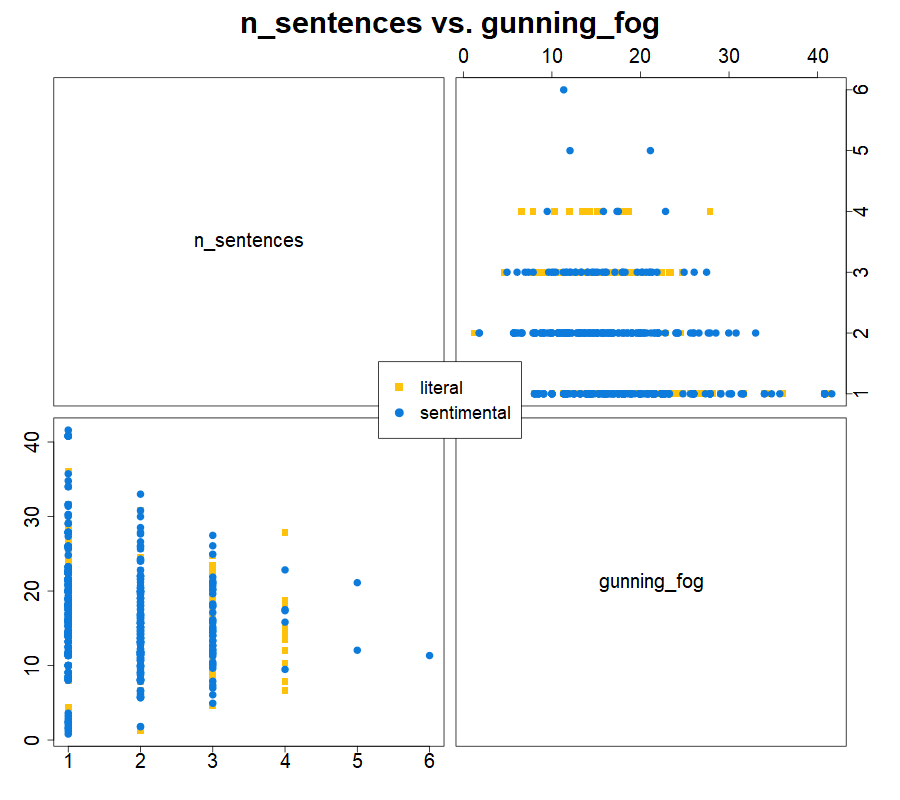 n_sentences vs. gunning_fog
0 10 20 30 40
n_sentences
6
5
4
3
2
1
literal
sentimental
40
30
20
10
0
gunning_fog
1 2 3 4 5 6